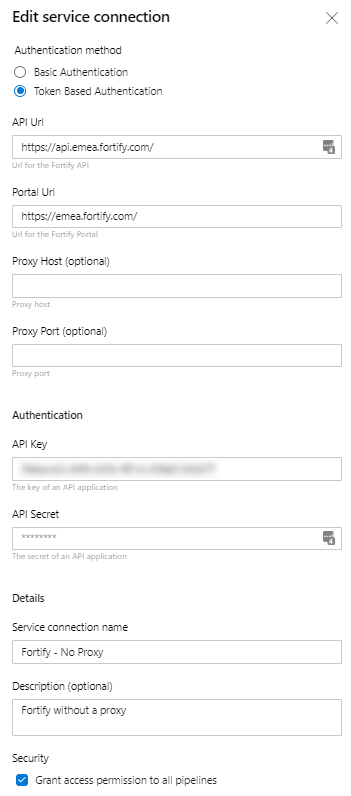 Edit service connection
Authentication method
Basic Authentication
Token Based Authentication
API Url
https://api.emea.fortify.com/
Url for the Fortify API
Portal Url
https://emea.fortify.com/
Url for the Fortify Portal
Proxy Host (optional)
Proxy host
Proxy Port (optional)
Proxy port
Authentication
API Key
The key of an API application
API Secret
********
The secret of an API application
Details
Service connection name
Fortify - No Proxy
Description (optional)
Fortify without a proxy
Security
Grant access permission to all pipelines